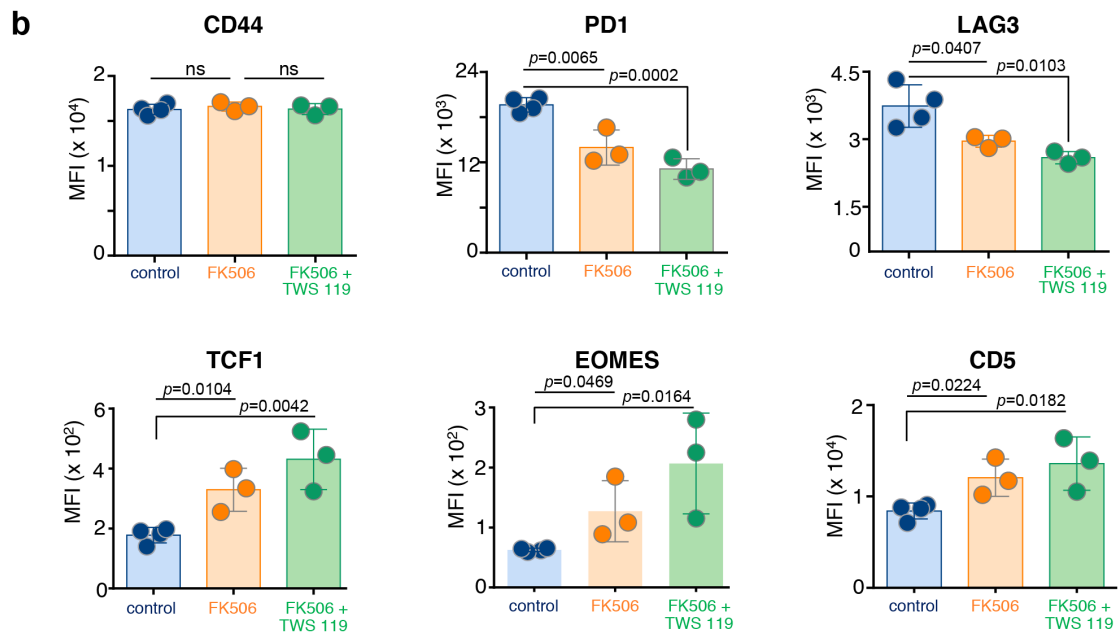 b
CD44
ns
ns
MFI (x 10⁴)
2
1
0
control
FK506
FK506 +
TWS 119
PD1
p=0.0065
p=0.0002
MFI (x 10³)
24
12
0
control
FK506
FK506 +
TWS 119
LAG3
p=0.0407
p=0.0103
MFI (x 10³)
4.5
3
1.5
0
control
FK506
FK506 +
TWS 119
TCF1
p=0.0104
p=0.0042
MFI (x 10²)
6
4
2
0
control
FK506
FK506 +
TWS 119
EOMES
p=0.0469
p=0.0164
MFI (x 10²)
3
2
1
0
control
FK506
FK506 +
TWS 119
CD5
p=0.0224
p=0.0182
MFI (x 10⁴)
2
1
0
control
FK506
FK506 +
TWS 119